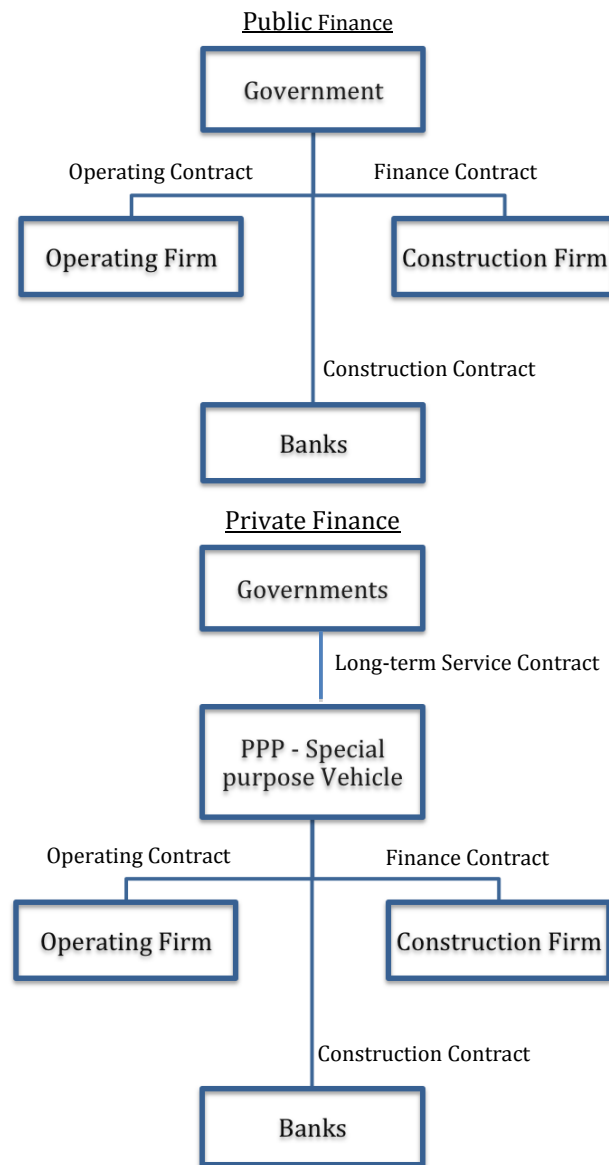 Public Finance
Government
Operating Contract
Finance Contract
Operating Firm
Construction Firm
Construction Contract
Banks
Private Finance
Governments
Long-term Service Contract
PPP - Special
purpose Vehicle
Operating Contract
Finance Contract
Operating Firm
Construction Firm
Construction Contract
Banks